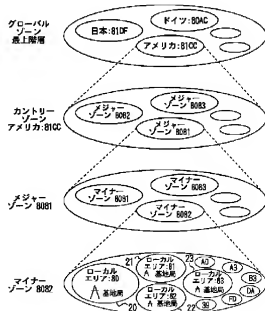 グローバル
ゾーン
最上階層
日本:81DF
ドイツ:80AC
アメリカ:81CC
カントリー
ゾーン
アメリカ:81CC
メジャー
ゾーン 8082
メジャー
ゾーン 8083
メジャー
ゾーン 8081
メジャー
ゾーン 8081
マイナー
ゾーン 8081
マイナー
ゾーン 8083
マイナー
ゾーン 8082
マイナー
ゾーン 8082
ローカル
エリア:80
基地局
20
21
ローカル
エリア:81
基地局
ローカル
エリア:82
基地局
22
23
ローカル
エリア:83
基地局
A0
A3
B3
DA
FD
99